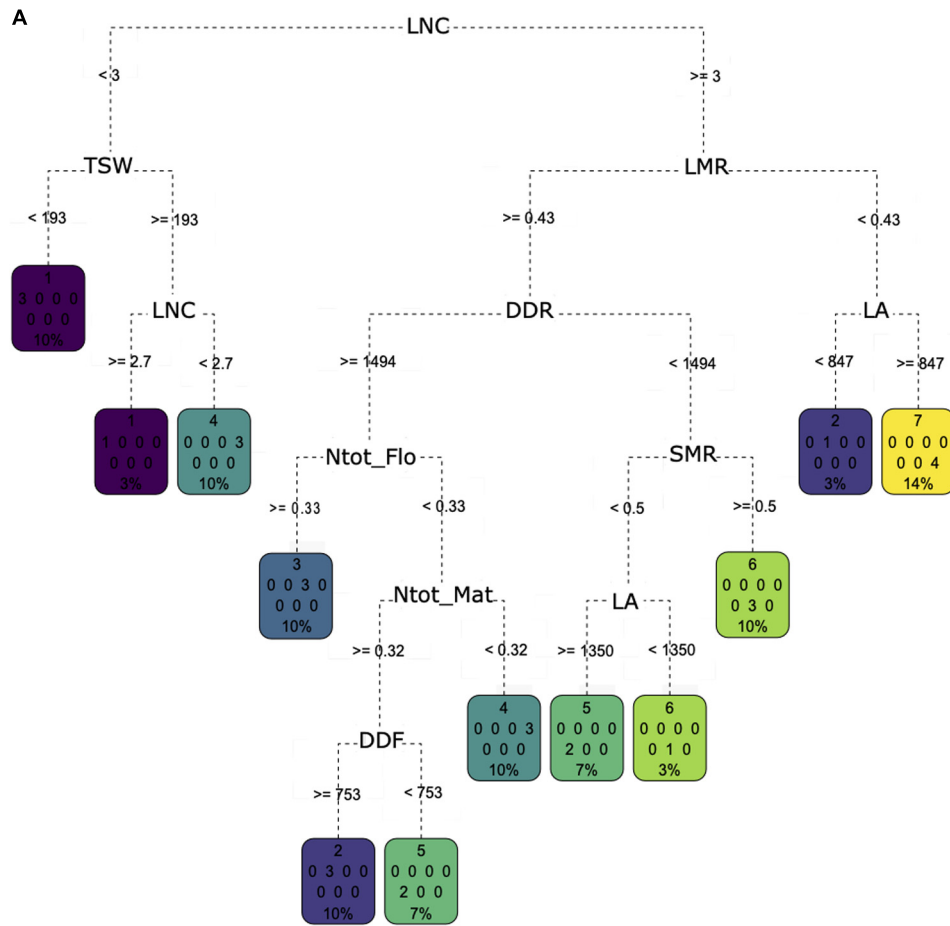 A
LNC
< 3
>= 3
TSW
LMR
< 193
>= 193
>= 0.43
< 0.43
1
3 0 0 0
0 0 0
10%
LNC
DDR
LA
>= 2.7
< 2.7
>= 1494
< 1494
< 847
>= 847
1
1 0 0 0
0 0 0
3%
4
0 0 0 3
0 0 0
10%
2
0 1 0 0
0 0 0
3%
7
0 0 0 0
0 0 4
14%
Ntot_Flo
SMR
>= 0.33
< 0.33
< 0.5
>= 0.5
3
0 0 3 0
0 0 0
10%
6
0 0 0 0
0 3 0
10%
Ntot_Mat
LA
>= 0.32
< 0.32
>= 1350
< 1350
4
0 0 0 3
0 0 0
10%
5
0 0 0 0
2 0 0
7%
6
0 0 0 0
0 1 0
3%
DDF
>= 753
< 753
2
0 3 0 0
0 0 0
10%
5
0 0 0 0
2 0 0
7%